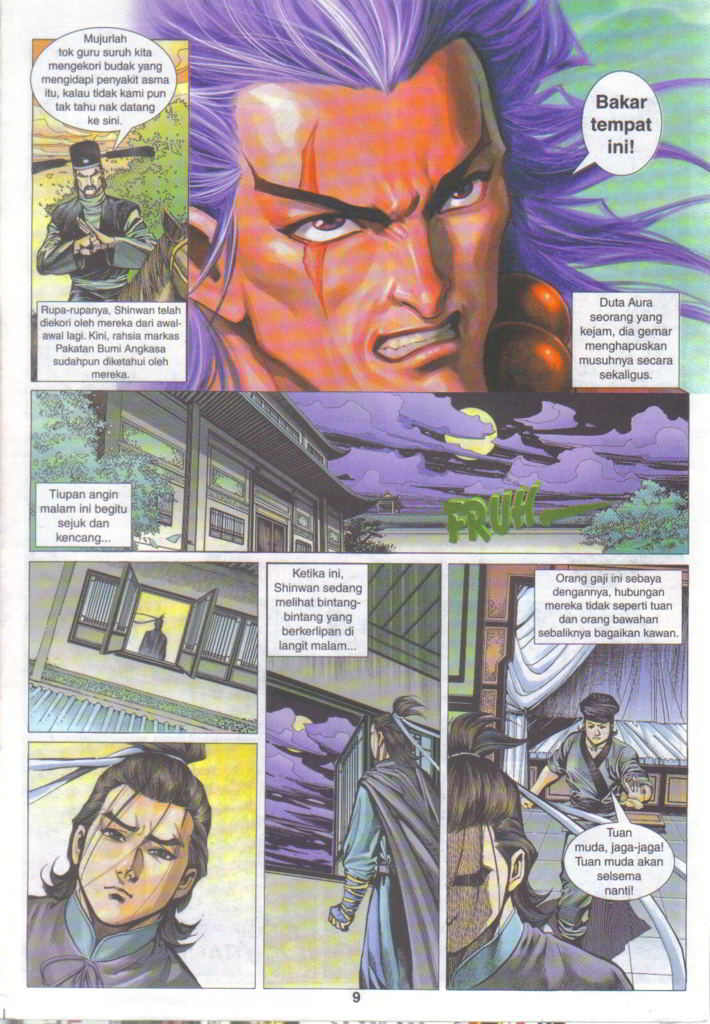 Mujurlah
tok guru suruh kita
mengekori budak yang
mengidapi penyakit asma
itu, kalau tidak kami pun
tak tahu nak datang
ke sini.
Bakar
tempat
ini!
Rupa-rupanya, Shinwan telah
diekori oleh mereka dari awal-
awal lagi. Kini, rahsia markas
Pakatan Bumi Angkasa
sudahpun diketahui oleh
mereka.
Duta Aura
seorang yang
kejam, dia gemar
menghapuskan
musuhnya secara
sekaligus.
Tiupan angin
malam ini begitu
sejuk dan
kencang...
FRUH
Ketika ini,
Shinwan sedang
melihat bintang-
bintang yang
berkerlipan di
langit malam...
Orang gaji ini sebaya
dengannya, hubungan
mereka tidak seperti tuan
dan orang bawahan
sebaliknya bagaikan kawan.
Tuan
muda, jaga-jaga!
Tuan muda akan
selsema
nanti!
9